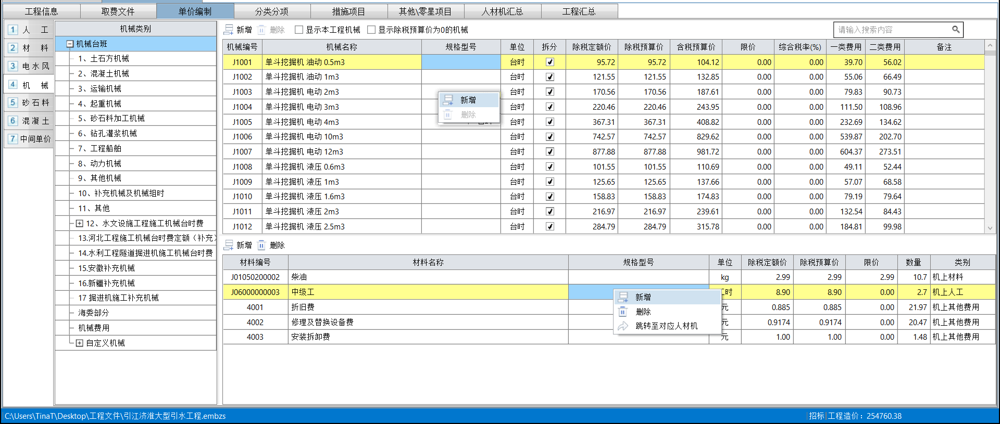 工程信息 取费文件 单价编制 分类分项 措施项目 其他\零星项目 人材机汇总 工程汇总
1 人 工
2 材 料
3 电水风
4 机 械
5 砂石料
6 混凝土
7 中间单价
机械类别
机械台班
1、土石方机械
2、混凝土机械
3、运输机械
4、起重机械
5、砂石料加工机械
6、钻孔灌浆机械
7、工程船舶
8、动力机械
9、其他机械
10、补充机械及机械组时
11、其他
12、水文设施工程施工机械台时费
13.河北工程施工机械台时费定额（补充）
14.水利工程隧道掘进机施工机械台时费
15.安徽补充机械
16.新疆补充机械
17 掘进机施工补充机械
海委部分
机械费用
自定义机械
新增 删除 显示本工程机械 显示除税预算价为0的机械 请输入搜索内容
机械编号 机械名称 规格型号 单位 拆分 除税定额价 除税预算价 含税预算价 限价 综合税率(%) 一类费用 二类费用 备注
J1001 单斗挖掘机 油动 0.5m3 台时 95.72 95.72 104.12 0.00 0.00 39.70 56.02
J1002 单斗挖掘机 油动 1m3 台时 121.55 121.55 132.85 0.00 0.00 55.06 66.49
J1003 单斗挖掘机 电动 2m3 台时 170.56 170.56 187.61 0.00 0.00 79.83 90.73
J1004 单斗挖掘机 电动 3m3 台时 220.46 220.46 243.95 0.00 0.00 111.50 108.96
J1005 单斗挖掘机 电动 4m3 台时 367.31 367.31 408.82 0.00 0.00 232.69 134.62
J1006 单斗挖掘机 电动 10m3 台时 742.57 742.57 829.62 0.00 0.00 539.87 202.70
J1007 单斗挖掘机 电动 12m3 台时 877.88 877.88 981.72 0.00 0.00 604.37 273.51
J1008 单斗挖掘机 液压 0.6m3 台时 101.55 101.55 110.69 0.00 0.00 49.11 52.44
J1009 单斗挖掘机 液压 1m3 台时 125.65 125.65 137.66 0.00 0.00 57.07 68.58
J1010 单斗挖掘机 液压 1.6m3 台时 158.83 158.83 174.83 0.00 0.00 79.19 79.64
J1011 单斗挖掘机 液压 2m3 台时 216.97 216.97 239.61 0.00 0.00 132.54 84.43
J1012 单斗挖掘机 液压 2.5m3 台时 284.79 284.79 315.78 0.00 0.00 184.81 99.98
新增
删除
新增 删除
材料编号 材料名称 规格型号 单位 除税定额价 除税预算价 限价 数量 类别
J01050200002 柴油 kg 2.99 2.99 2.99 10.7 机上材料
J06000000003 中级工 时 8.90 8.90 0.00 2.7 机上人工
4001 折旧费 元 0.885 0.885 0.00 21.97 机上其他费用
4002 修理及替换设备费 元 0.9174 0.9174 0.00 20.47 机上其他费用
4003 安装拆卸费 元 1.00 1.00 0.00 1.48 机上其他费用
新增
删除
跳转至对应人材机
C:\Users\TinaT\Desktop\工程文件\引江济淮大型引水工程.embzs 招标 工程造价：254760.38